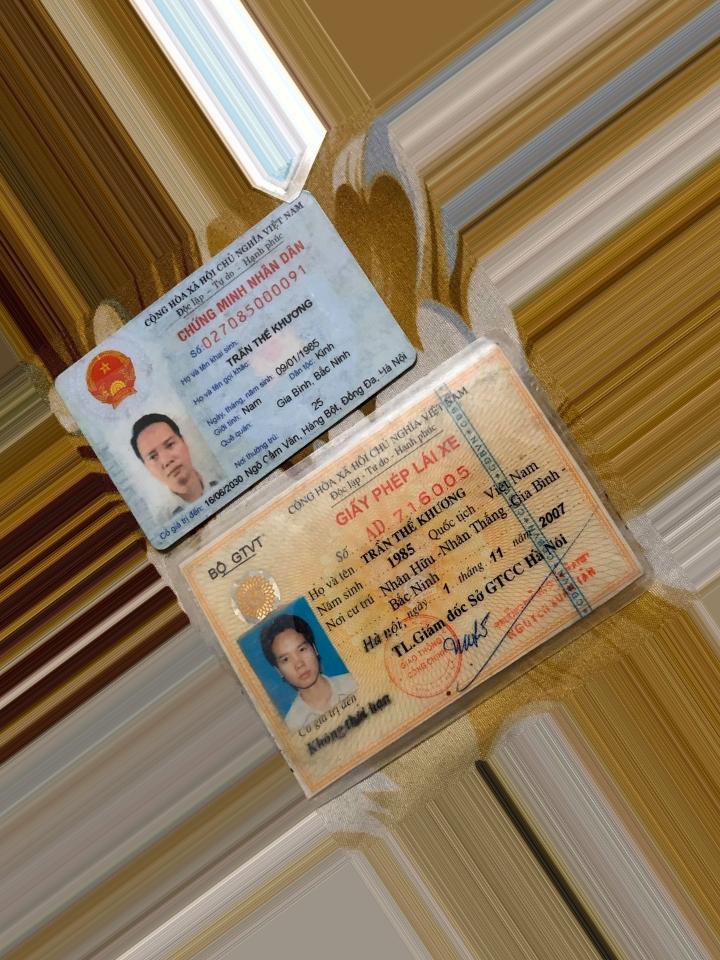 CỘNG HÒA XÃ HỘI CHỦ NGHĨA VIỆT NAM
Độc lập - Tự do - Hạnh phúc
CHỨNG MINH NHÂN DÂN
Số: 027085000091
Họ và tên khai sinh:
TRẦN THẾ KHƯƠNG
Họ và tên gọi khác:
Ngày, tháng, năm sinh: 09/01/1985
Giới tính: Nam Dân tộc: Kinh
Quê quán: Gia Bình, Bắc Ninh
Nơi thường trú: 25
Ngõ Cẩm Văn, Hàng Bột, Đống Đa, Hà Nội
Có giá trị đến: 16/06/2030
CỘNG HÒA XÃ HỘI CHỦ NGHĨA VIỆT NAM
Độc lập - Tự do - Hạnh phúc
BỘ GTVT
GIẤY PHÉP LÁI XE
Số AD 716005
Họ và tên TRẦN THẾ KHƯƠNG
Năm sinh 1985 Quốc tịch Việt Nam
Nơi cư trú Nhân Hữu -Nhân Thắng Gia Bình -
Bắc Ninh
Hà nội, ngày 1 tháng 11 năm 2007
TL.Giám đốc Sở GTCC Hà Nội
GIAO THÔNG
CÔNG CHÍNH
Có giá trị đến
Không thời hạn